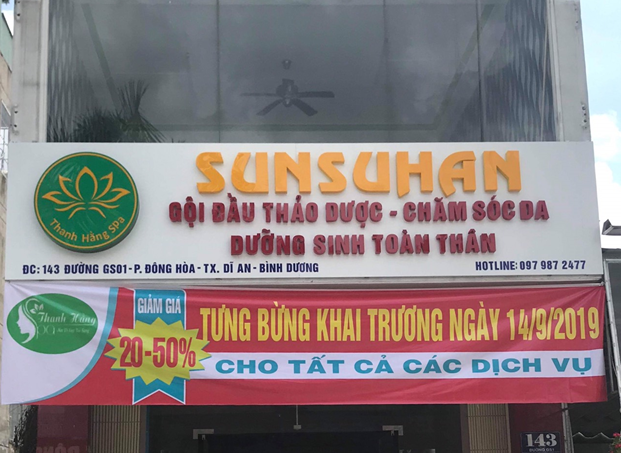 SUNSUHAN
Thanh Hằng Spa
GỘI ĐẦU THẢO DƯỢC - CHĂM SÓC DA
DƯỠNG SINH TOÀN THÂN
ĐC: 143 ĐƯỜNG GS01 - P. ĐÔNG HÒA - TX. DĨ AN - BÌNH DƯƠNG
HOTLINE: 097 987 2477
Thanh Hằng
GIẢM GIÁ
20-50%
TƯNG BỪNG KHAI TRƯƠNG NGÀY 14/9/2019
CHO TẤT CẢ CÁC DỊCH VỤ
143